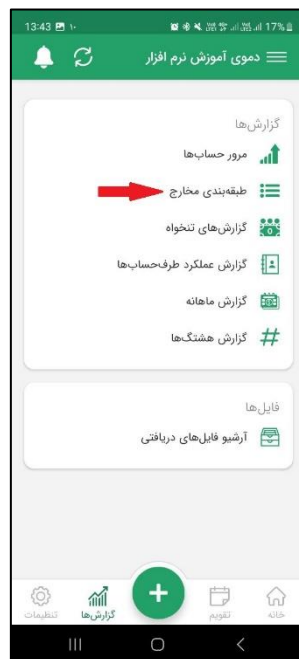 13:43
17%
دموی آموزش نرم افزار
گزارش‌ها
مرور حساب‌ها
طبقه‌بندی مخارج
گزارش‌های تنخواه
گزارش عملکرد طرف‌حساب‌ها
گزارش ماهانه
گزارش هشتگ‌ها
فایل‌ها
آرشیو فایل‌های دریافتی
خانه
تقویم
گزارش‌ها
تنظیمات